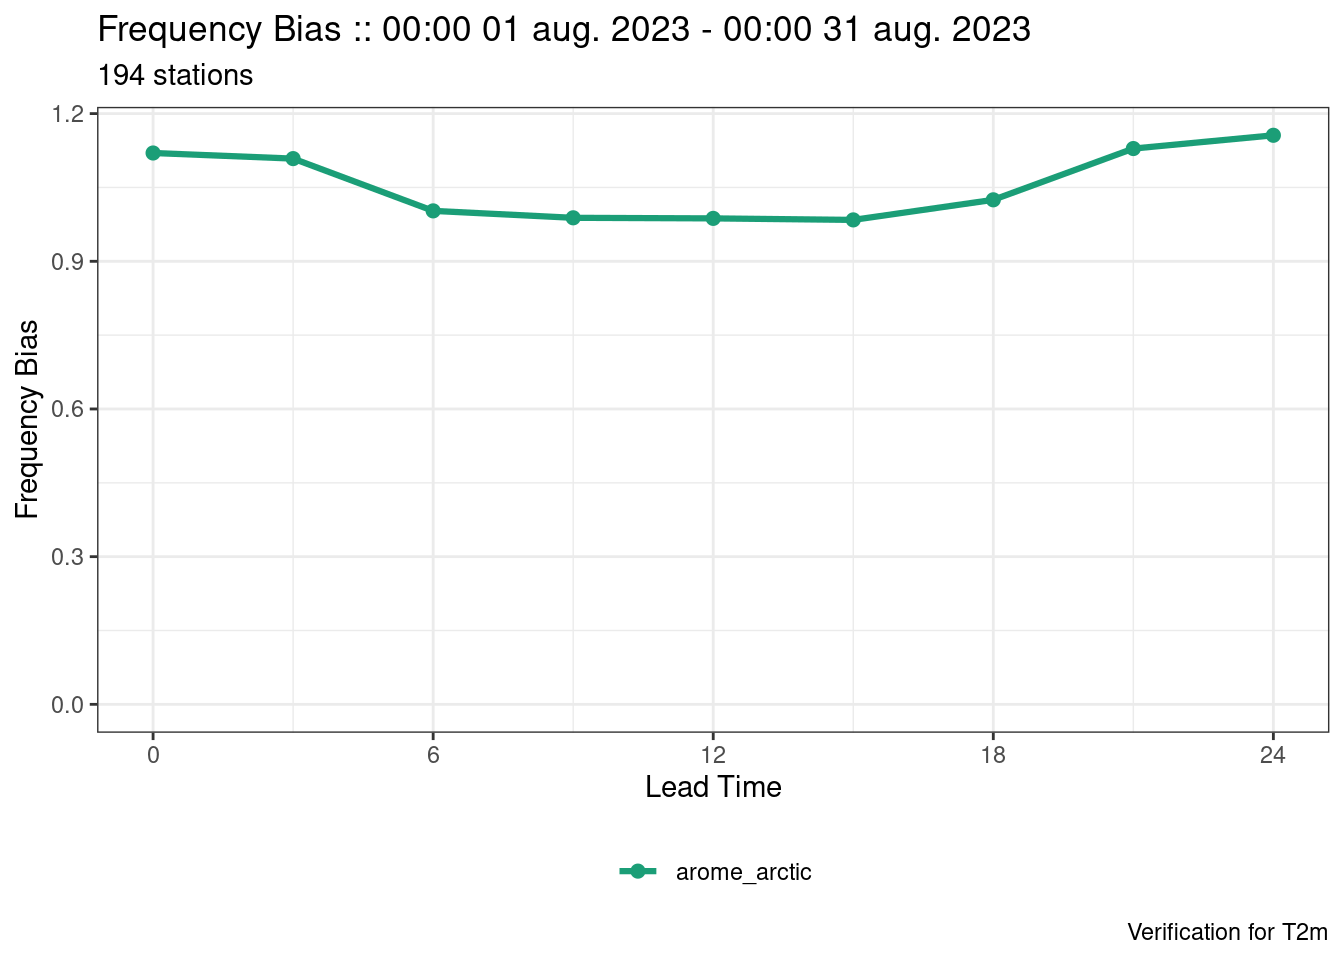 Frequency Bias :: 00:00 01 aug. 2023 - 00:00 31 aug. 2023
194 stations
1.2
0.9
0.6
0.3
0.0
Frequency Bias
0 6 12 18 24
Lead Time
arome_arctic
Verification for T2m